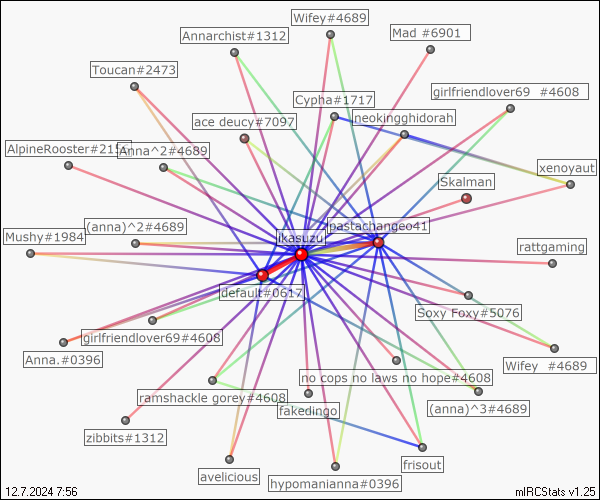 Wifey#4689
Mad #6901
Annarchist#1312
Toucan#2473
girlfriendlover69 #4608
Cypha#1717
neokingghidorah
ace deucy#7097
AlpineRooster#215
Anna^2#4689
xenoyaut
Skalman
(anna)^2#4689
pastachangeo41
Mushy#1984
ikasuzu
rattgaming
default#0617
Soxy Foxy#5076
girlfriendlover69#4608
Anna.#0396
Wifey #4689
no cops no laws no hope#4608
ramshackle gorey#4608
(anna)^3#4689
fakedingo
zibbits#1312
frisout
avelicious
hypomanianna#0396
12.7.2024 7:56
mIRCStats v1.25